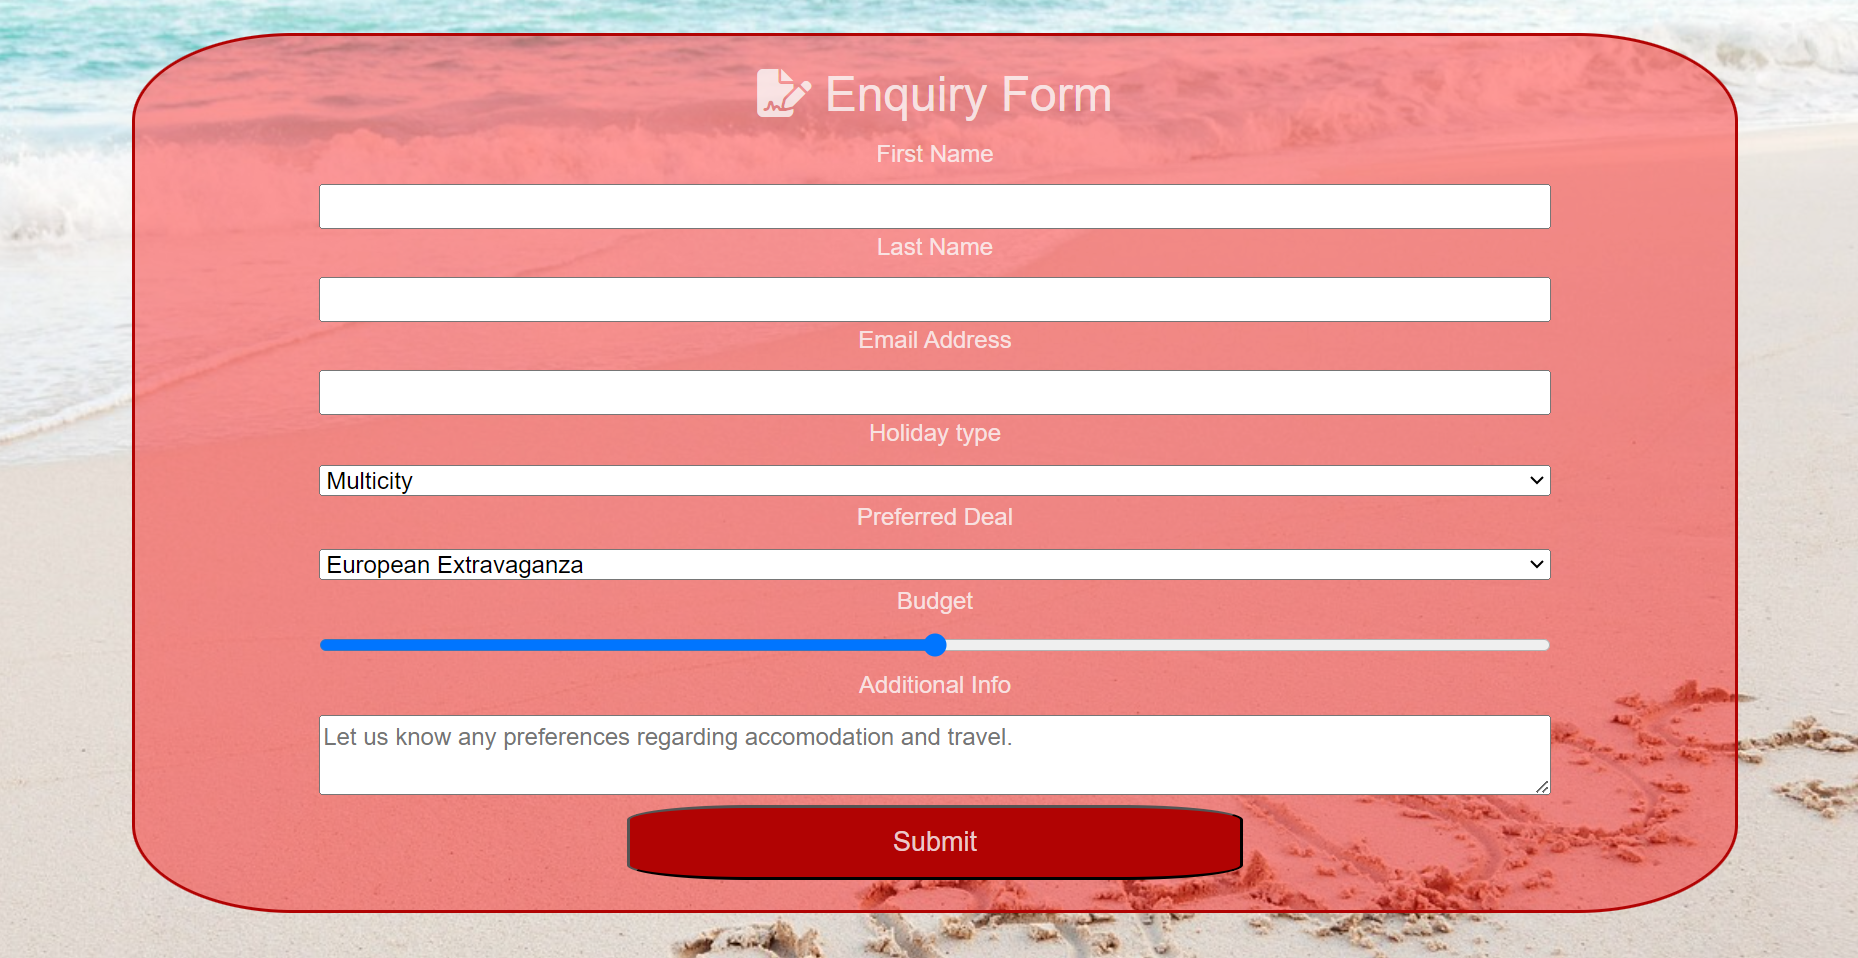 Enquiry Form
First Name
Last Name
Email Address
Holiday type
Multicity
Preferred Deal
European Extravaganza
Budget
Additional Info
Let us know any preferences regarding accomodation and travel.
Submit